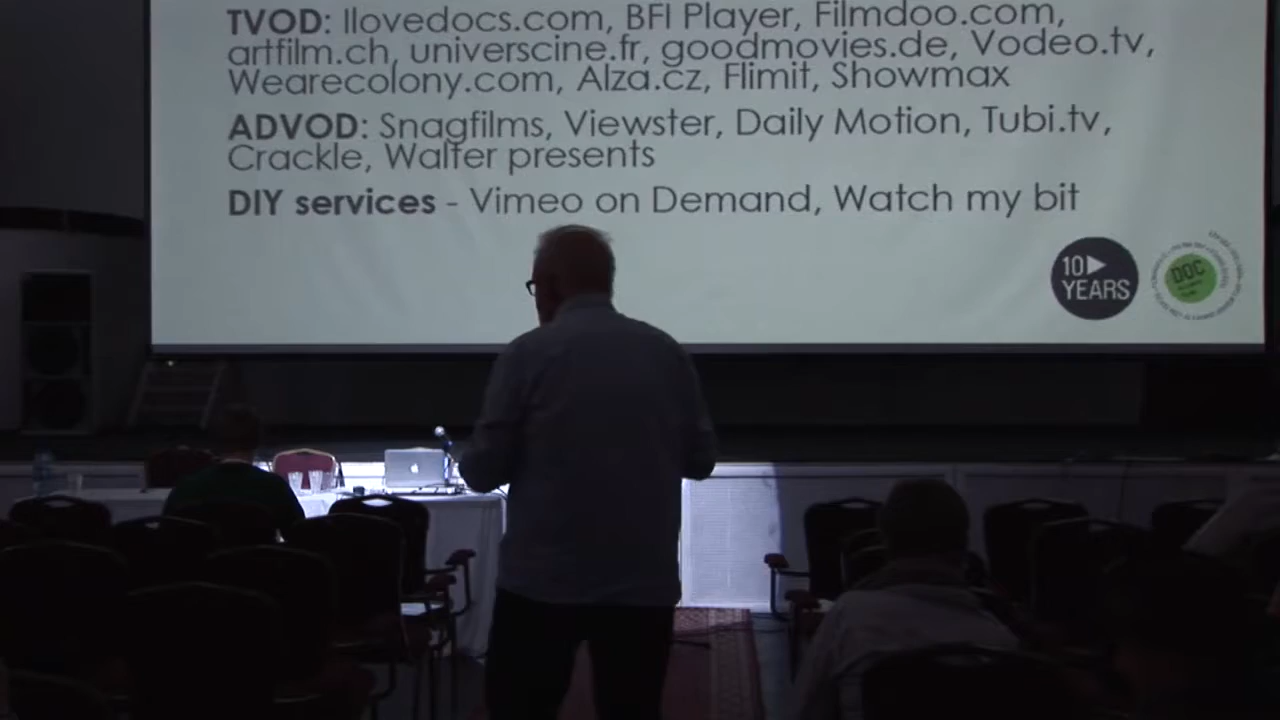 TVOD: Ilovedocs.com, BFI Player, Filmdoo.com,
artfilm.ch, universcine.fr, goodmovies.de, Vodeo.tv,
Wearecolony.com, Alza.cz, Flimit, Showmax
ADVOD: Snagfilms, Viewster, Daily Motion, Tubi.tv,
Crackle, Walter presents
DIY services - Vimeo on Demand, Watch my bit
10
YEARS
DOC